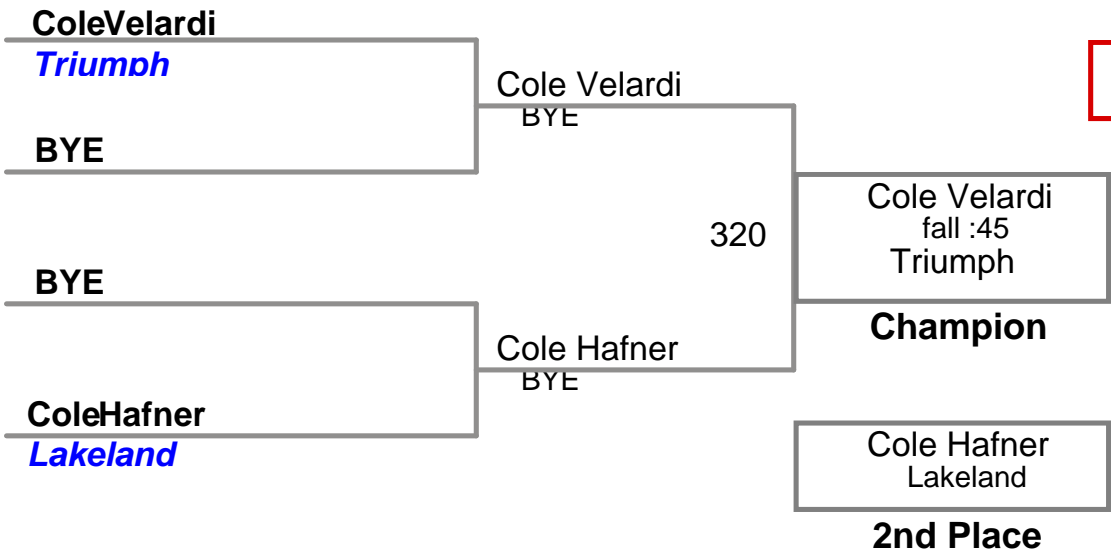 ColeVelardi
Triumph
Cole Velardi
BYE
BYE
Cole Velardi
fall :45
Triumph
320
BYE
Champion
Cole Hafner
BYE
ColeHafner
Lakeland
Cole Hafner
Lakeland
2nd Place